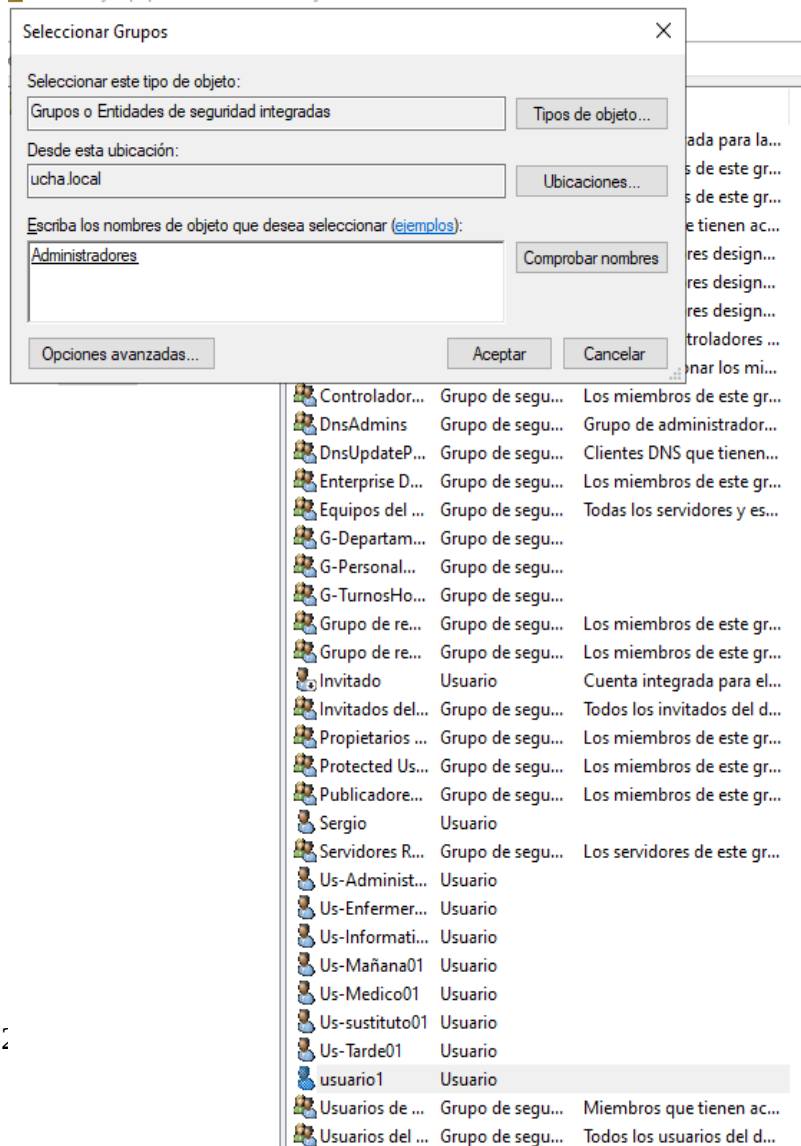 Seleccionar Grupos
Seleccionar este tipo de objeto:
Grupos o Entidades de seguridad integradas
Tipos de objeto...
Desde esta ubicación:
ucha.local
Ubicaciones...
Escriba los nombres de objeto que desea seleccionar (ejemplos):
Administradores
Comprobar nombres
Opciones avanzadas...
Aceptar
Cancelar
ada para la...
s de este gr...
s de este gr...
e tienen ac...
res design...
res design...
res design...
troladores ...
onar los mi...
Controlador... Grupo de segu... Los miembros de este gr...
DnsAdmins Grupo de segu... Grupo de administrador...
DnsUpdateP... Grupo de segu... Clientes DNS que tienen...
Enterprise D... Grupo de segu... Los miembros de este gr...
Equipos del ... Grupo de segu... Todas los servidores y es...
G-Departam... Grupo de segu...
G-Personal... Grupo de segu...
G-TurnosHo... Grupo de segu...
Grupo de re... Grupo de segu... Los miembros de este gr...
Grupo de re... Grupo de segu... Los miembros de este gr...
Invitado Usuario Cuenta integrada para el...
Invitados del... Grupo de segu... Todos los invitados del d...
Propietarios ... Grupo de segu... Los miembros de este gr...
Protected Us... Grupo de segu... Los miembros de este gr...
Publicadore... Grupo de segu... Los miembros de este gr...
Sergio Usuario
Servidores R... Grupo de segu... Los servidores de este gr...
Us-Administ... Usuario
Us-Enfermer... Usuario
Us-Informati... Usuario
Us-Mañana01 Usuario
Us-Medico01 Usuario
Us-sustituto01 Usuario
Us-Tarde01 Usuario
usuario1 Usuario
Usuarios de ... Grupo de segu... Miembros que tienen ac...
Usuarios del ... Grupo de segu... Todos los usuarios del d...